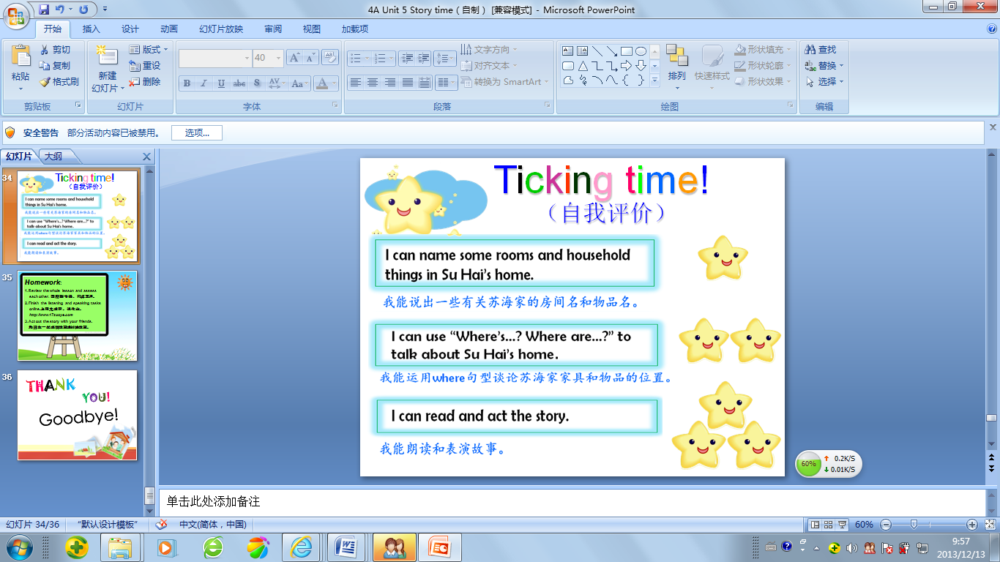 4A Unit 5 Story time（自制） [兼容模式] - Microsoft PowerPoint
开始 插入 设计 动画 幻灯片放映 审阅 视图 加载项
剪切
复制
格式刷
粘贴
剪贴板
新建
幻灯片
版式
重设
删除
幻灯片
40
B I U abc S AV Aa A
字体
文字方向
对齐文本
转换为 SmartArt
段落
排列
快速样式
形状填充
形状轮廓
形状效果
绘图
查找
替换
选择
编辑
安全警告 部分活动内容已被禁用。 选项...
幻灯片 大纲
34
Ticking time!
（自我评价）
I can name some rooms and household
things in Su Hai's home.
我能说出一些有关苏海家的房间名和物品名。
I can use “Where's...? Where are...?” to
talk about Su Hai's home.
我能运用where句型谈论苏海家家具和物品的位置。
I can read and act the story.
我能朗读和表演故事。
35
Homework:
1. Review the whole lesson and assess
each other.
2. Finish the listening and speaking tasks
online
3. Act out the story with your friends.
36
THANK
YOU!
Goodbye!
Ticking time!
（自我评价）
I can name some rooms and household
things in Su Hai's home.
我能说出一些有关苏海家的房间名和物品名。
I can use “Where's...? Where are...?” to
talk about Su Hai's home.
我能运用where句型谈论苏海家家具和物品的位置。
I can read and act the story.
我能朗读和表演故事。
60%
0.2K/S
0.01K/S
单击此处添加备注
幻灯片 34/36 “默认设计模板” 中文(简体，中国) 60%
9:57
2013/12/13